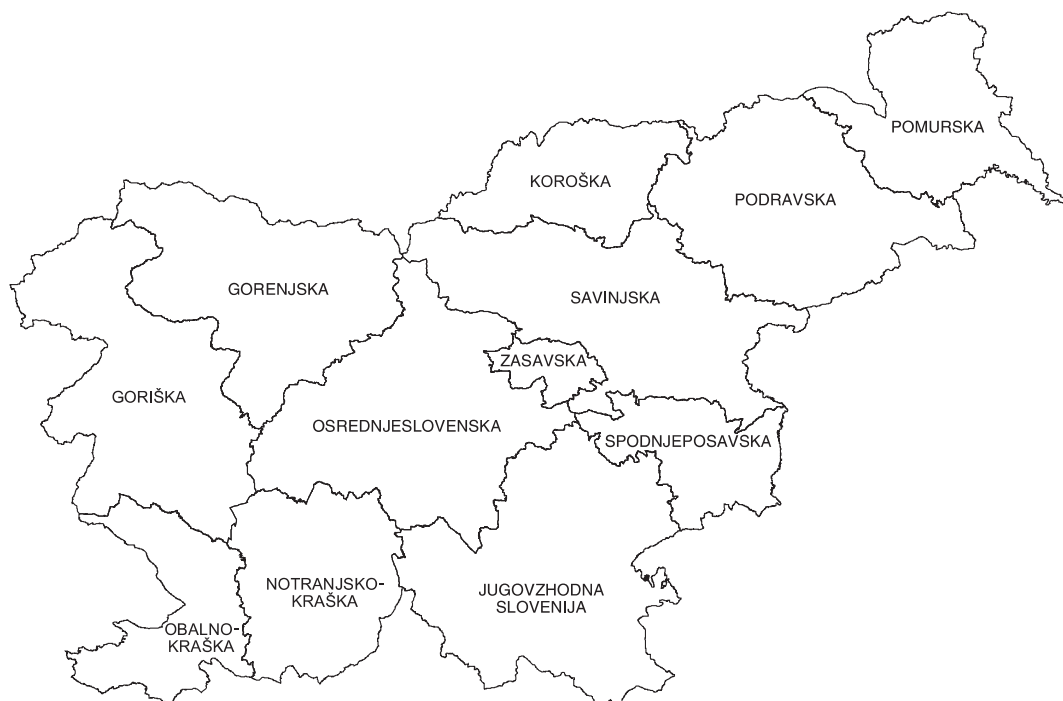 POMURSKA
KOROŠKA
PODRAVSKA
GORENJSKA
SAVINJSKA
ZASAVSKA
GORIŠKA
OSREDNJESLOVENSKA
SPODNJEPOSAVSKA
NOTRANJSKO-
KRAŠKA
JUGOVZHODNA
SLOVENIJA
OBALNO-
KRAŠKA